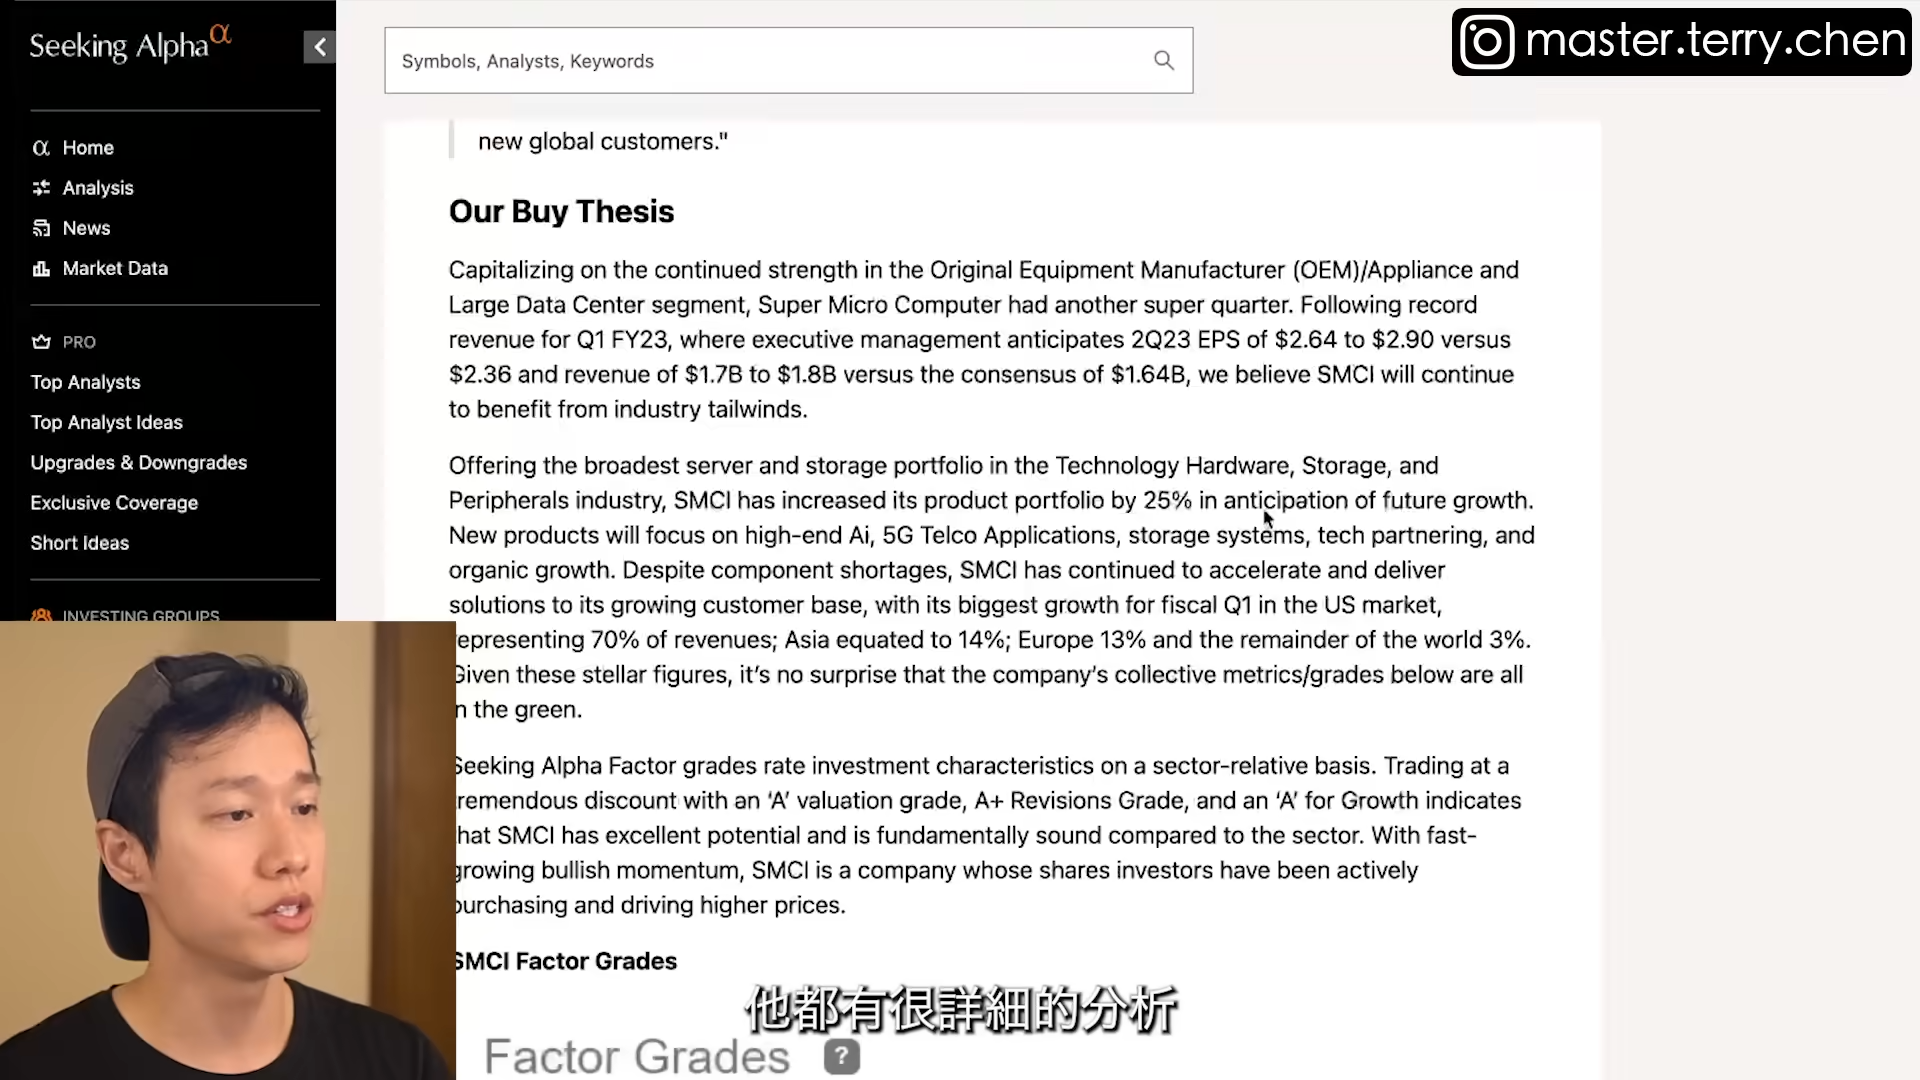 Seeking Alpha α
Symbols, Analysts, Keywords
master.terry.chen
Home
Analysis
News
Market Data
PRO
Top Analysts
Top Analyst Ideas
Upgrades & Downgrades
Exclusive Coverage
Short Ideas
INVESTING GROUPS
new global customers."
Our Buy Thesis
Capitalizing on the continued strength in the Original Equipment Manufacturer (OEM)/Appliance and
Large Data Center segment, Super Micro Computer had another super quarter. Following record
revenue for Q1 FY23, where executive management anticipates 2Q23 EPS of $2.64 to $2.90 versus
$2.36 and revenue of $1.7B to $1.8B versus the consensus of $1.64B, we believe SMCI will continue
to benefit from industry tailwinds.
Offering the broadest server and storage portfolio in the Technology Hardware, Storage, and
Peripherals industry, SMCI has increased its product portfolio by 25% in anticipation of future growth.
New products will focus on high-end Ai, 5G Telco Applications, storage systems, tech partnering, and
organic growth. Despite component shortages, SMCI has continued to accelerate and deliver
solutions to its growing customer base, with its biggest growth for fiscal Q1 in the US market,
representing 70% of revenues; Asia equated to 14%; Europe 13% and the remainder of the world 3%.
Given these stellar figures, it’s no surprise that the company’s collective metrics/grades below are all
in the green.
Seeking Alpha Factor grades rate investment characteristics on a sector-relative basis. Trading at a
tremendous discount with an ‘A’ valuation grade, A+ Revisions Grade, and an ‘A’ for Growth indicates
that SMCI has excellent potential and is fundamentally sound compared to the sector. With fast-
growing bullish momentum, SMCI is a company whose shares investors have been actively
purchasing and driving higher prices.
SMCI Factor Grades
他都有很詳細的分析
Factor Grades ?